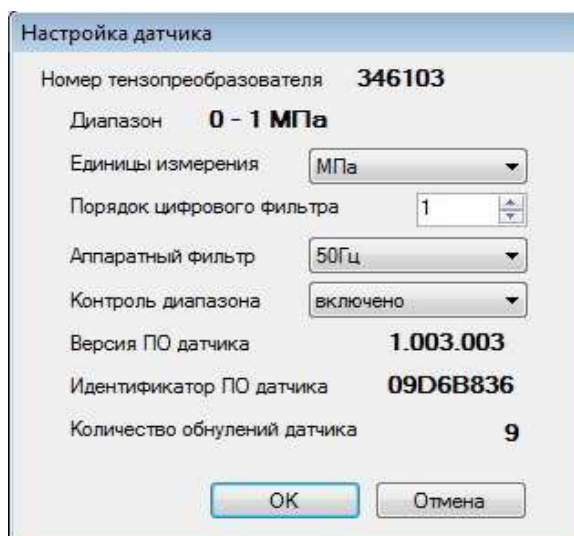 Настройка датчика
Номер тензопреобразователя 346103
Диапазон 0 - 1 МПа
Единицы измерения МПа
Порядок цифрового фильтра 1
Аппаратный фильтр 50Гц
Контроль диапазона включено
Версия ПО датчика 1.003.003
Идентификатор ПО датчика 09D6B836
Количество обнулений датчика 9
OK Отмена